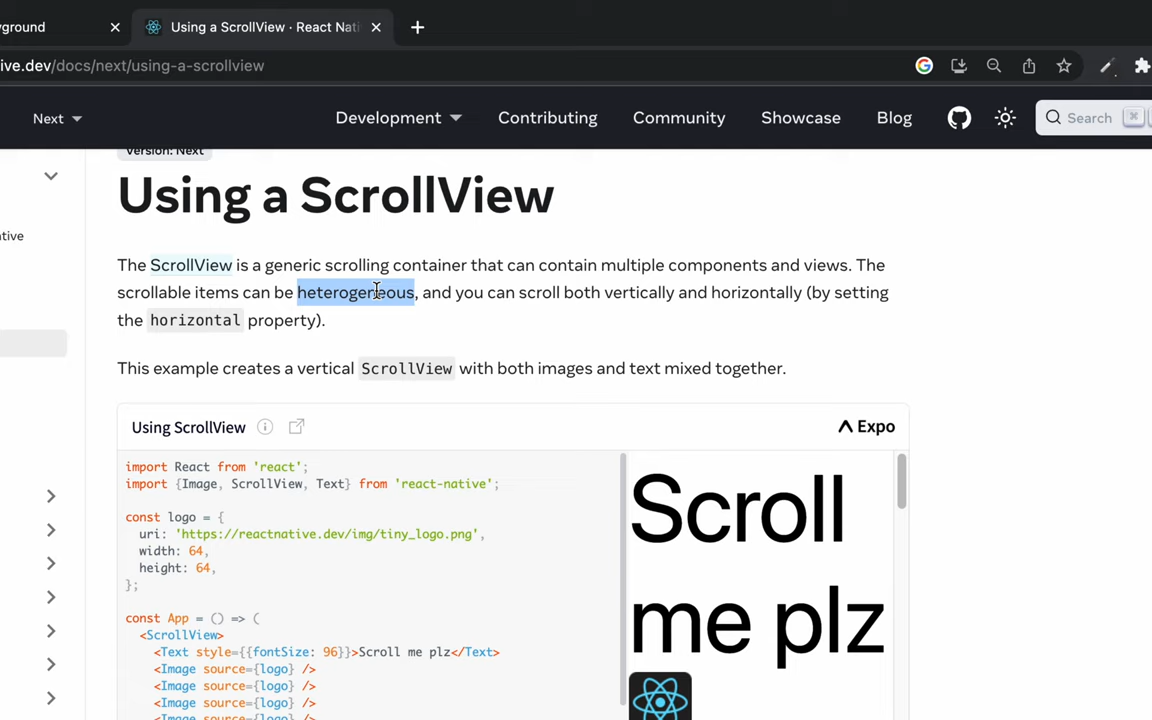 ground
Using a ScrollView · React Nati
ive.dev/docs/next/using-a-scrollview
Next
Development
Contributing
Community
Showcase
Blog
Search
Version: Next
ative
Using a ScrollView
The ScrollView is a generic scrolling container that can contain multiple components and views. The
scrollable items can be heterogeneous, and you can scroll both vertically and horizontally (by setting
the horizontal property).
This example creates a vertical ScrollView with both images and text mixed together.
Using ScrollView
Expo
import React from 'react';
import {Image, ScrollView, Text} from 'react-native';
const logo = {
uri: 'https://reactnative.dev/img/tiny_logo.png',
width: 64,
height: 64,
};
const App = () => (
<ScrollView>
<Text style={{fontSize: 96}}>Scroll me plz</Text>
<Image source={logo} />
<Image source={logo} />
<Image source={logo} />
<Image source={logo} />
Scroll
me plz